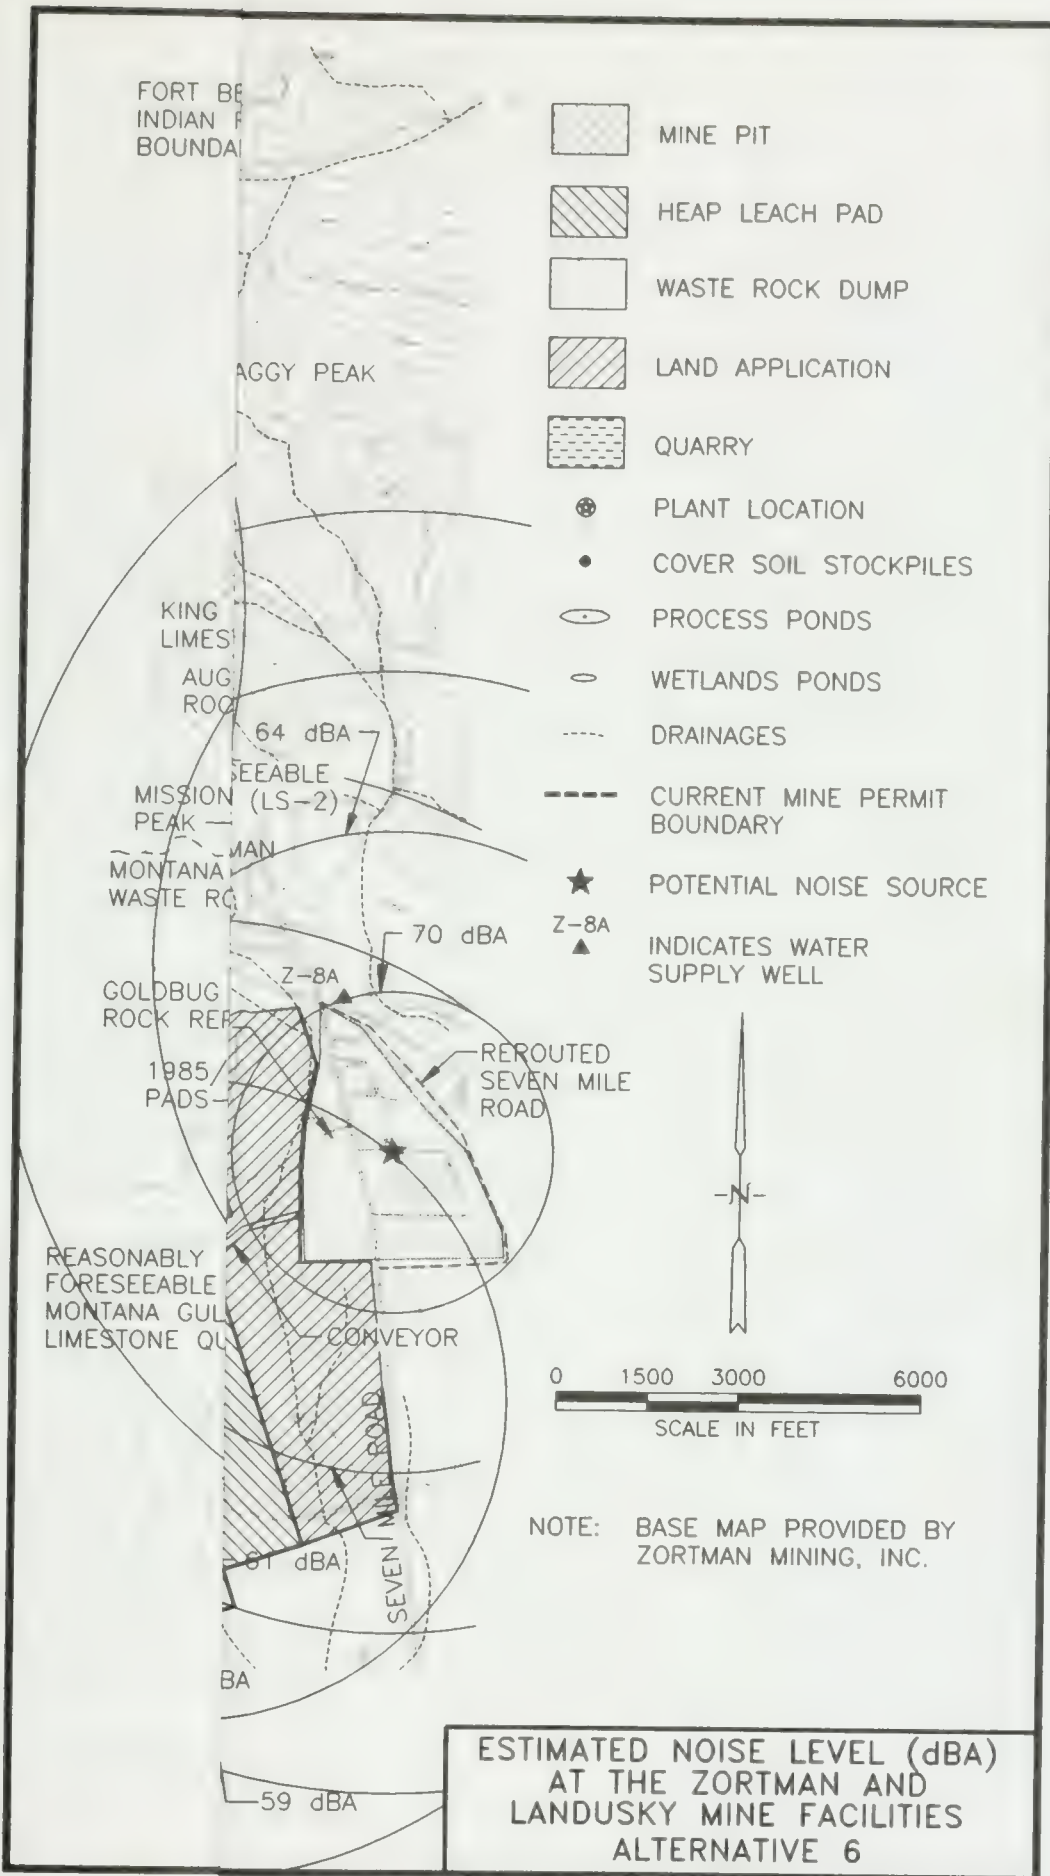 FORT BE
INDIAN
BOUNDA
AGGY PEAK
KING
LIMES
AUG
ROC
64 dBA
EEABLE
(LS-2)
MISSION
PEAK
MAN
MONTANA
WASTE RO
70 dBA
Z-8A
GOLDBUG
ROCK REP
1985
PADS
REROUTED
SEVEN MILE
ROAD
REASONABLY
FORESEEABLE
MONTANA GUL
LIMESTONE QU
CONVEYOR
SEVEN MILE ROAD
61 dBA
BA
59 dBA
MINE PIT
HEAP LEACH PAD
WASTE ROCK DUMP
LAND APPLICATION
QUARRY
PLANT LOCATION
COVER SOIL STOCKPILES
PROCESS PONDS
WETLANDS PONDS
DRAINAGES
CURRENT MINE PERMIT
BOUNDARY
POTENTIAL NOISE SOURCE
Z-8A
INDICATES WATER
SUPPLY WELL
-N-
0 1500 3000 6000
SCALE IN FEET
NOTE: BASE MAP PROVIDED BY
ZORTMAN MINING, INC.
ESTIMATED NOISE LEVEL (dBA)
AT THE ZORTMAN AND
LANDUSKY MINE FACILITIES
ALTERNATIVE 6